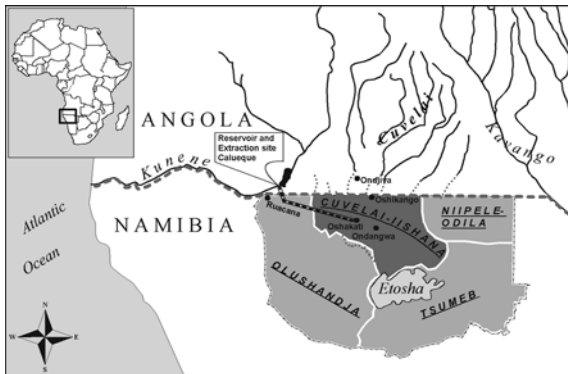 ANGOLA
Reservoir and
Extraction site
Calueque
Cuvelai
Kavango
Kunene
Ondjiva
Oshikango
Ruacana
CUVELAI-IISHANA
NIIPELE-
ODILA
NAMIBIA
Oshakati
Ondangwa
Atlantic
Ocean
OLUSHANDJA
Etosha
TSUMEB
N
W
E
S